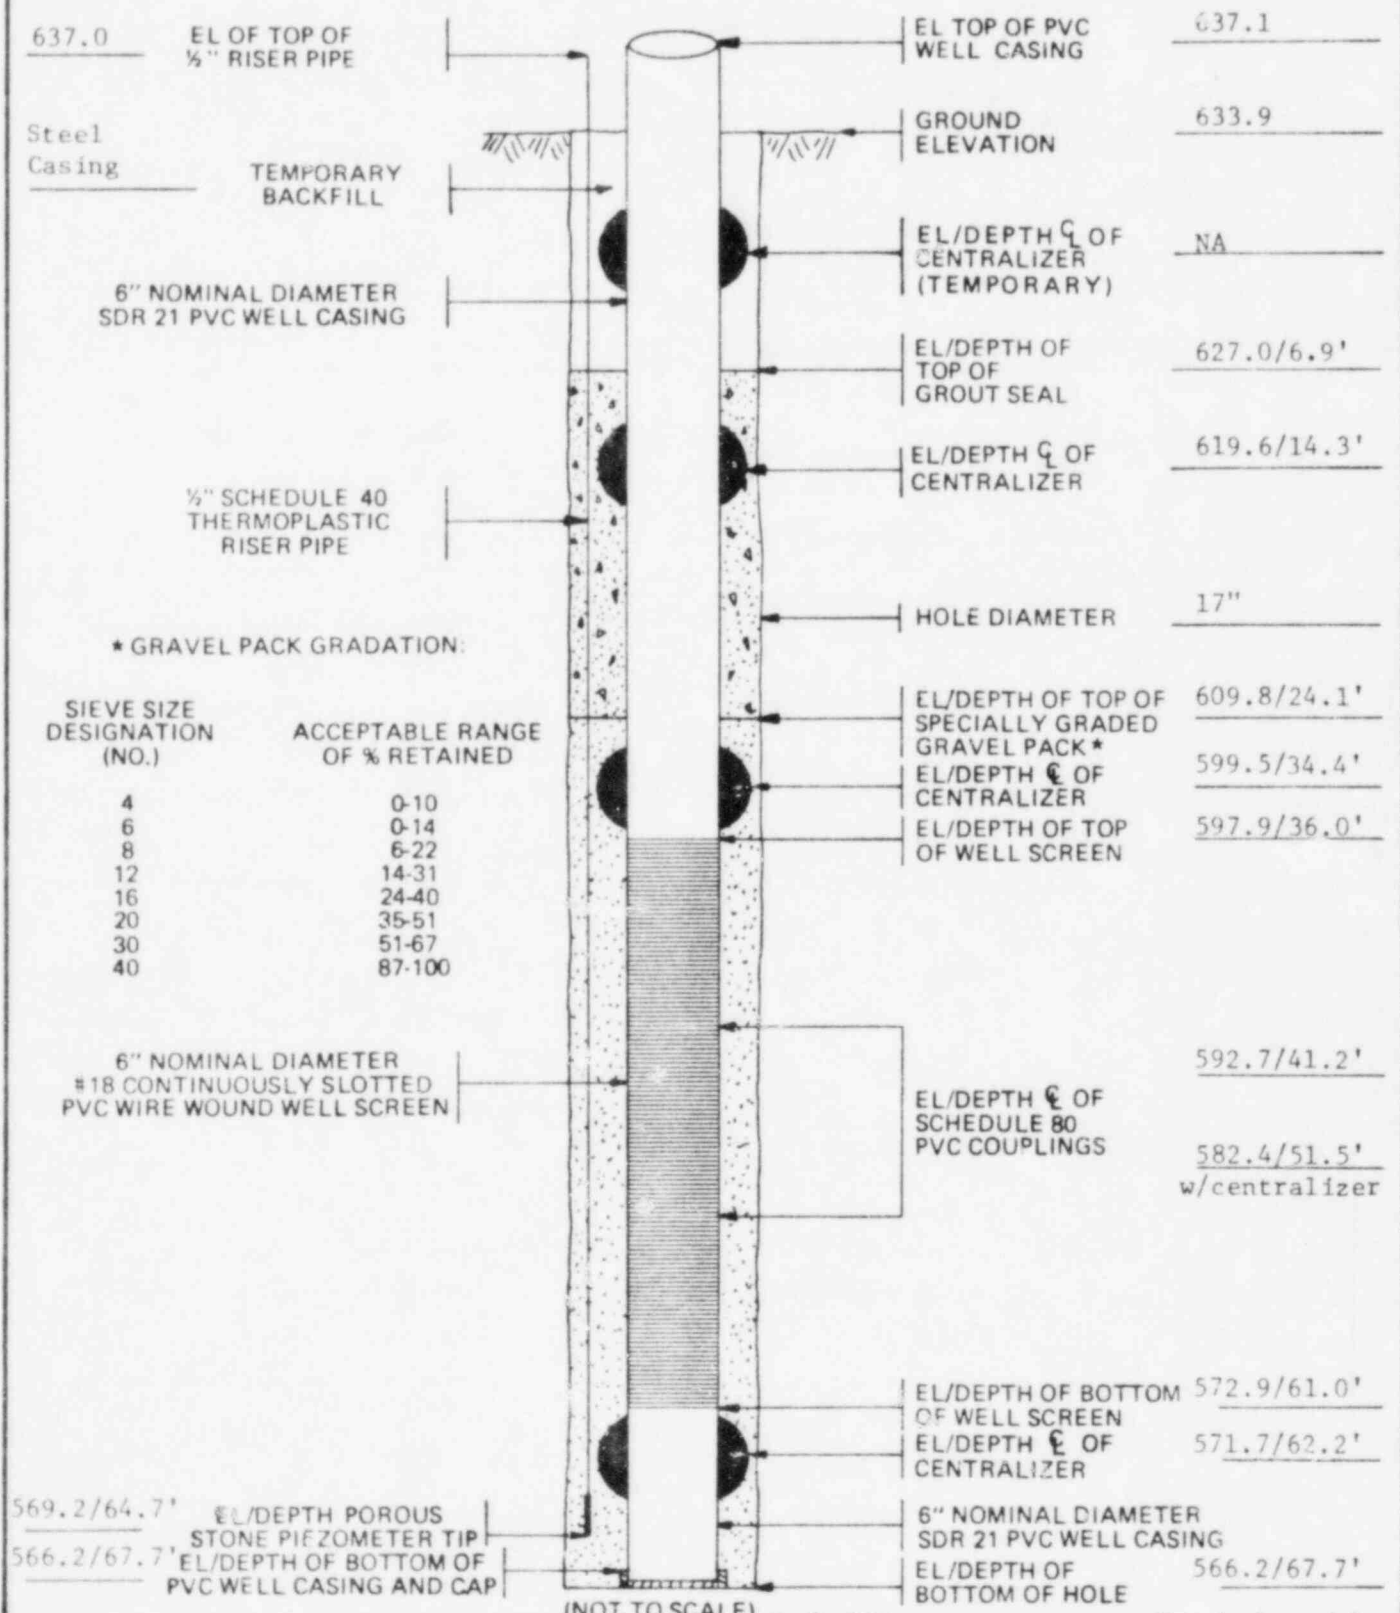 637.0
EL OF TOP OF
½" RISER PIPE
EL TOP OF PVC
WELL CASING
637.1
Steel
Casing
TEMPORARY
BACKFILL
GROUND
ELEVATION
633.9
EL/DEPTH ℄ OF
CENTRALIZER
(TEMPORARY)
NA
6" NOMINAL DIAMETER
SDR 21 PVC WELL CASING
EL/DEPTH OF
TOP OF
GROUT SEAL
627.0/6.9'
EL/DEPTH ℄ OF
CENTRALIZER
619.6/14.3'
½" SCHEDULE 40
THERMOPLASTIC
RISER PIPE
HOLE DIAMETER
17"
* GRAVEL PACK GRADATION:
SIEVE SIZE
DESIGNATION
(NO.)
ACCEPTABLE RANGE
OF % RETAINED
4 0-10
6 0-14
8 6-22
12 14-31
16 24-40
20 35-51
30 51-67
40 87-100
EL/DEPTH OF TOP OF
SPECIALLY GRADED
GRAVEL PACK*
609.8/24.1'
EL/DEPTH ℄ OF
CENTRALIZER
599.5/34.4'
EL/DEPTH OF TOP
OF WELL SCREEN
597.9/36.0'
6" NOMINAL DIAMETER
#18 CONTINUOUSLY SLOTTED
PVC WIRE WOUND WELL SCREEN
EL/DEPTH ℄ OF
SCHEDULE 80
PVC COUPLINGS
592.7/41.2'
582.4/51.5'
w/centralizer
EL/DEPTH OF BOTTOM
OF WELL SCREEN
572.9/61.0'
EL/DEPTH ℄ OF
CENTRALIZER
571.7/62.2'
569.2/64.7'
EL/DEPTH POROUS
STONE PIEZOMETER TIP
6" NOMINAL DIAMETER
SDR 21 PVC WELL CASING
566.2/67.7'
EL/DEPTH OF BOTTOM OF
PVC WELL CASING AND CAP
EL/DEPTH OF
BOTTOM OF HOLE
566.2/67.7'
(NOT TO SCALE)